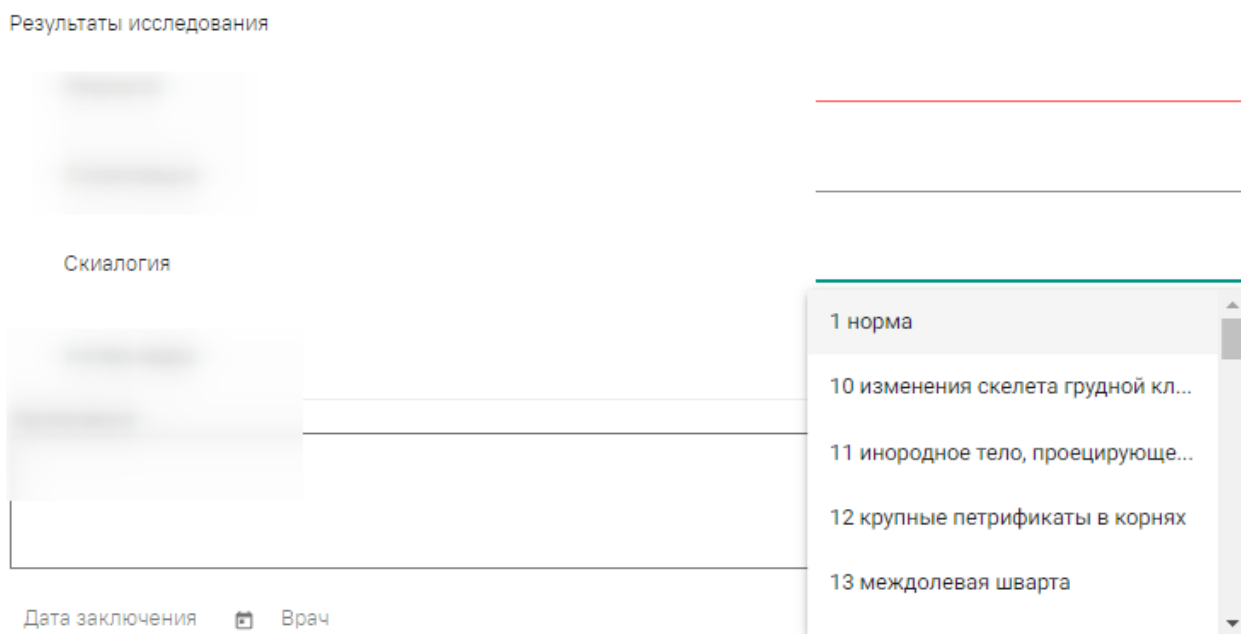 Результаты исследования
Скиалогия
1 норма
10 изменения скелета грудной кл...
11 инородное тело, проецирующе...
12 крупные петрификаты в корнях
13 междолевая шварта
Дата заключения Врач